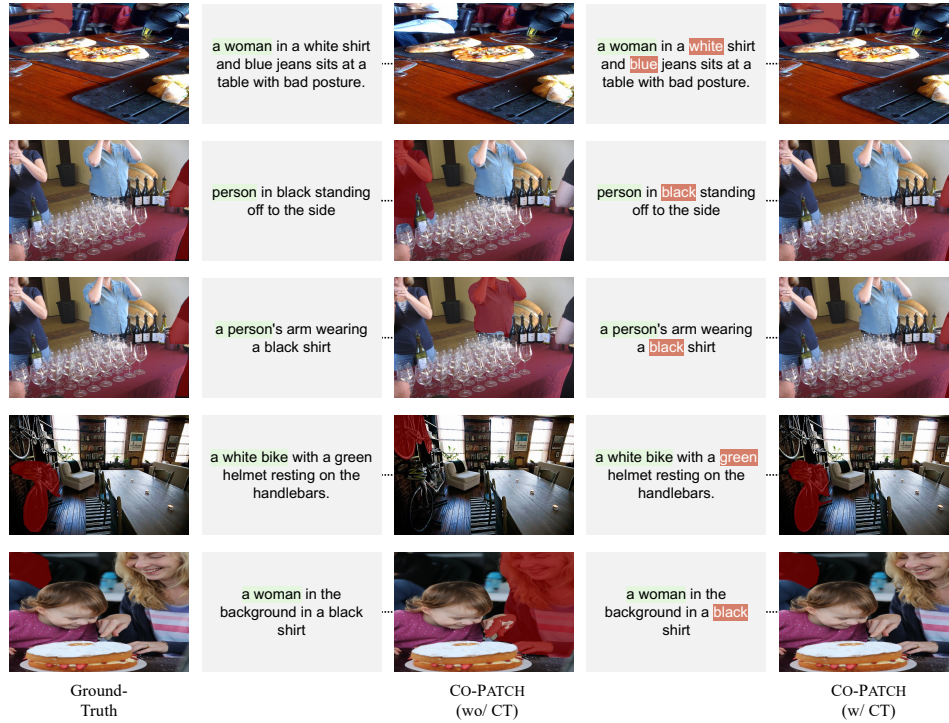 a woman in a white shirt
and blue jeans sits at a
table with bad posture.
a woman in a white shirt
and blue jeans sits at a
table with bad posture.
person in black standing
off to the side
person in black standing
off to the side
a person's arm wearing
a black shirt
a person's arm wearing
a black shirt
a white bike with a green
helmet resting on the
handlebars.
a white bike with a green
helmet resting on the
handlebars.
a woman in the
background in a black
shirt
a woman in the
background in a black
shirt
Ground-
Truth
CO-PATCH
(wo/ CT)
CO-PATCH
(w/ CT)